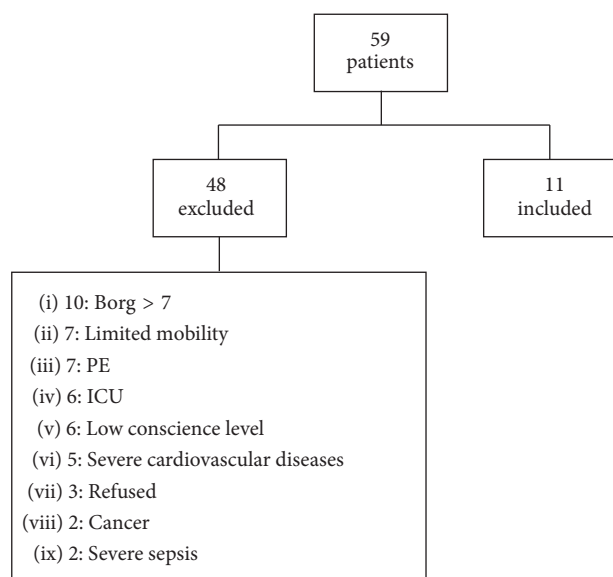 59
patients
48
excluded
11
included
(i) 10: Borg > 7
(ii) 7: Limited mobility
(iii) 7: PE
(iv) 6: ICU
(v) 6: Low conscience level
(vi) 5: Severe cardiovascular diseases
(vii) 3: Refused
(viii) 2: Cancer
(ix) 2: Severe sepsis